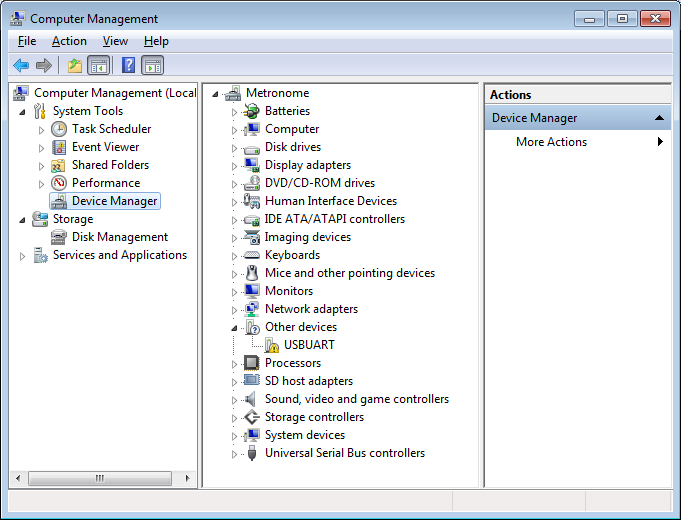 Computer Management
File Action View Help
Computer Management (Local
System Tools
Task Scheduler
Event Viewer
Shared Folders
Performance
Device Manager
Storage
Disk Management
Services and Applications
Metronome
Batteries
Computer
Disk drives
Display adapters
DVD/CD-ROM drives
Human Interface Devices
IDE ATA/ATAPI controllers
Imaging devices
Keyboards
Mice and other pointing devices
Monitors
Network adapters
Other devices
USBUART
Processors
SD host adapters
Sound, video and game controllers
Storage controllers
System devices
Universal Serial Bus controllers
Actions
Device Manager
More Actions